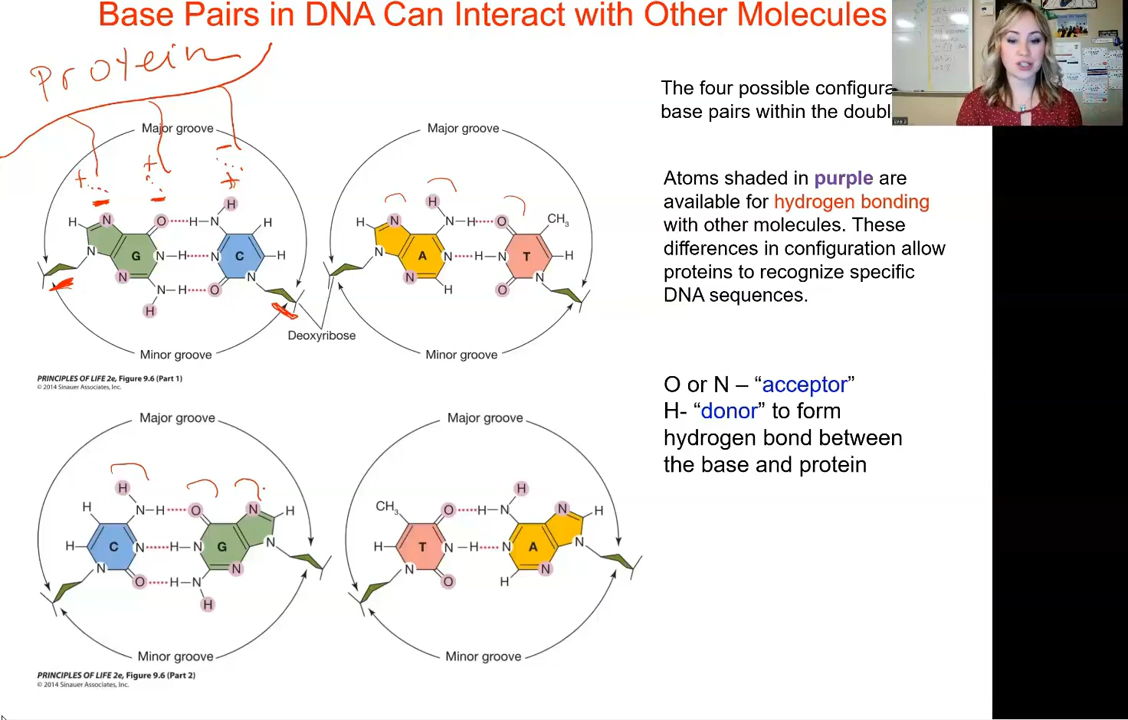 Base Pairs in DNA Can Interact with Other Molecules
Protein
The four possible configura
base pairs within the doubl
Atoms shaded in purple are
available for hydrogen bonding
with other molecules. These
differences in configuration allow
proteins to recognize specific
DNA sequences.
O or N – “acceptor”
H- “donor” to form
hydrogen bond between
the base and protein
Major groove
+ + - +
H N O H N H H
G N H N C H
N N H O N
N H
Minor groove
Major groove
H N H N H O CH3
N A N H N T H
N H O N
Minor groove
Deoxyribose
PRINCIPLES OF LIFE 2e, Figure 9.6 (Part 1)
© 2014 Sinauer Associates, Inc.
Major groove
H H N H O N H
H C N H N G N
N O H N N
H
Minor groove
Major groove
CH3 O H N H N H
H T N H N A N
N O H N
Minor groove
PRINCIPLES OF LIFE 2e, Figure 9.6 (Part 2)
© 2014 Sinauer Associates, Inc.